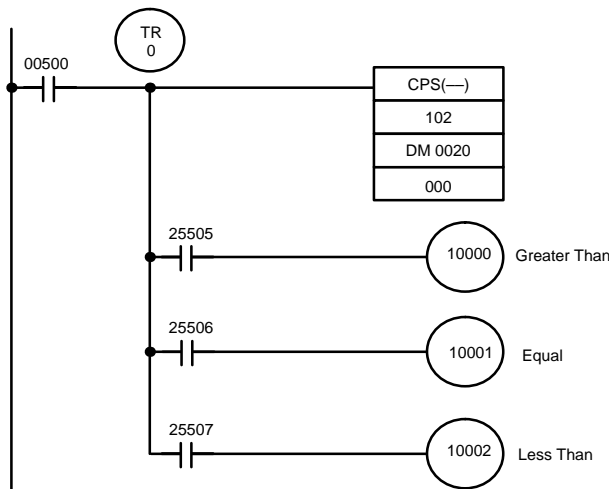 TR
0
00500
CPS(––)
102
DM 0020
000
25505
10000
Greater Than
25506
10001
Equal
25507
10002
Less Than